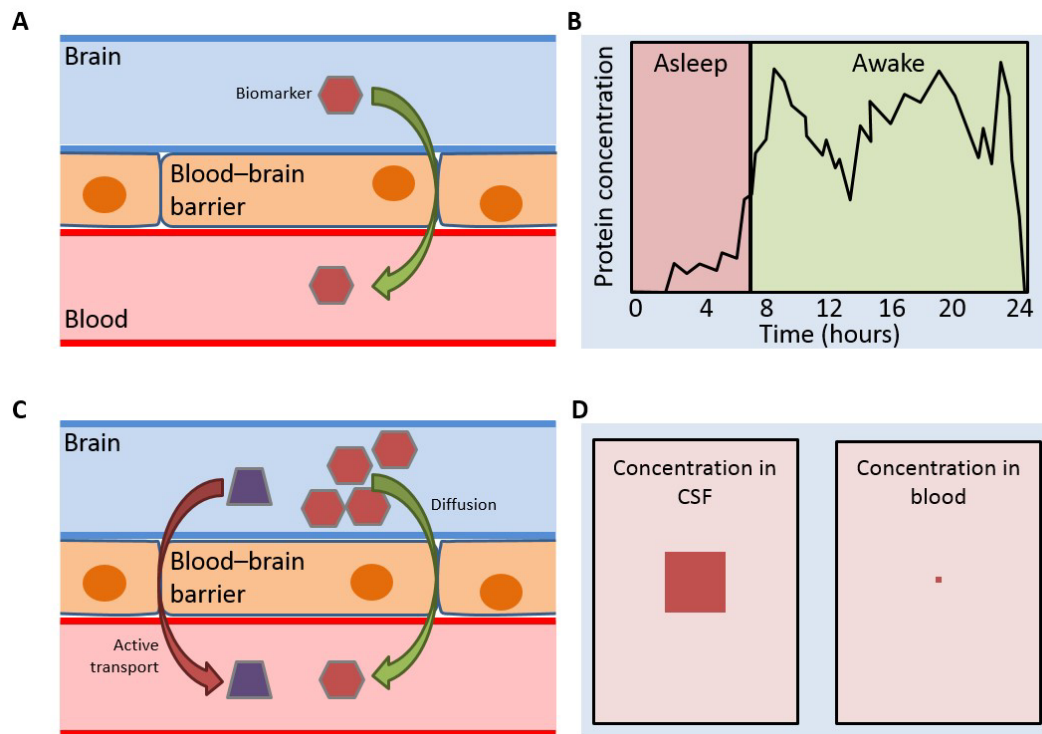 A
Brain
Biomarker
Blood–brain
barrier
Blood
B
Asleep
Awake
Protein concentration
0 4 8 12 16 20 24
Time (hours)
C
Brain
Diffusion
Blood–brain
barrier
Active
transport
D
Concentration in
CSF
Concentration in
blood